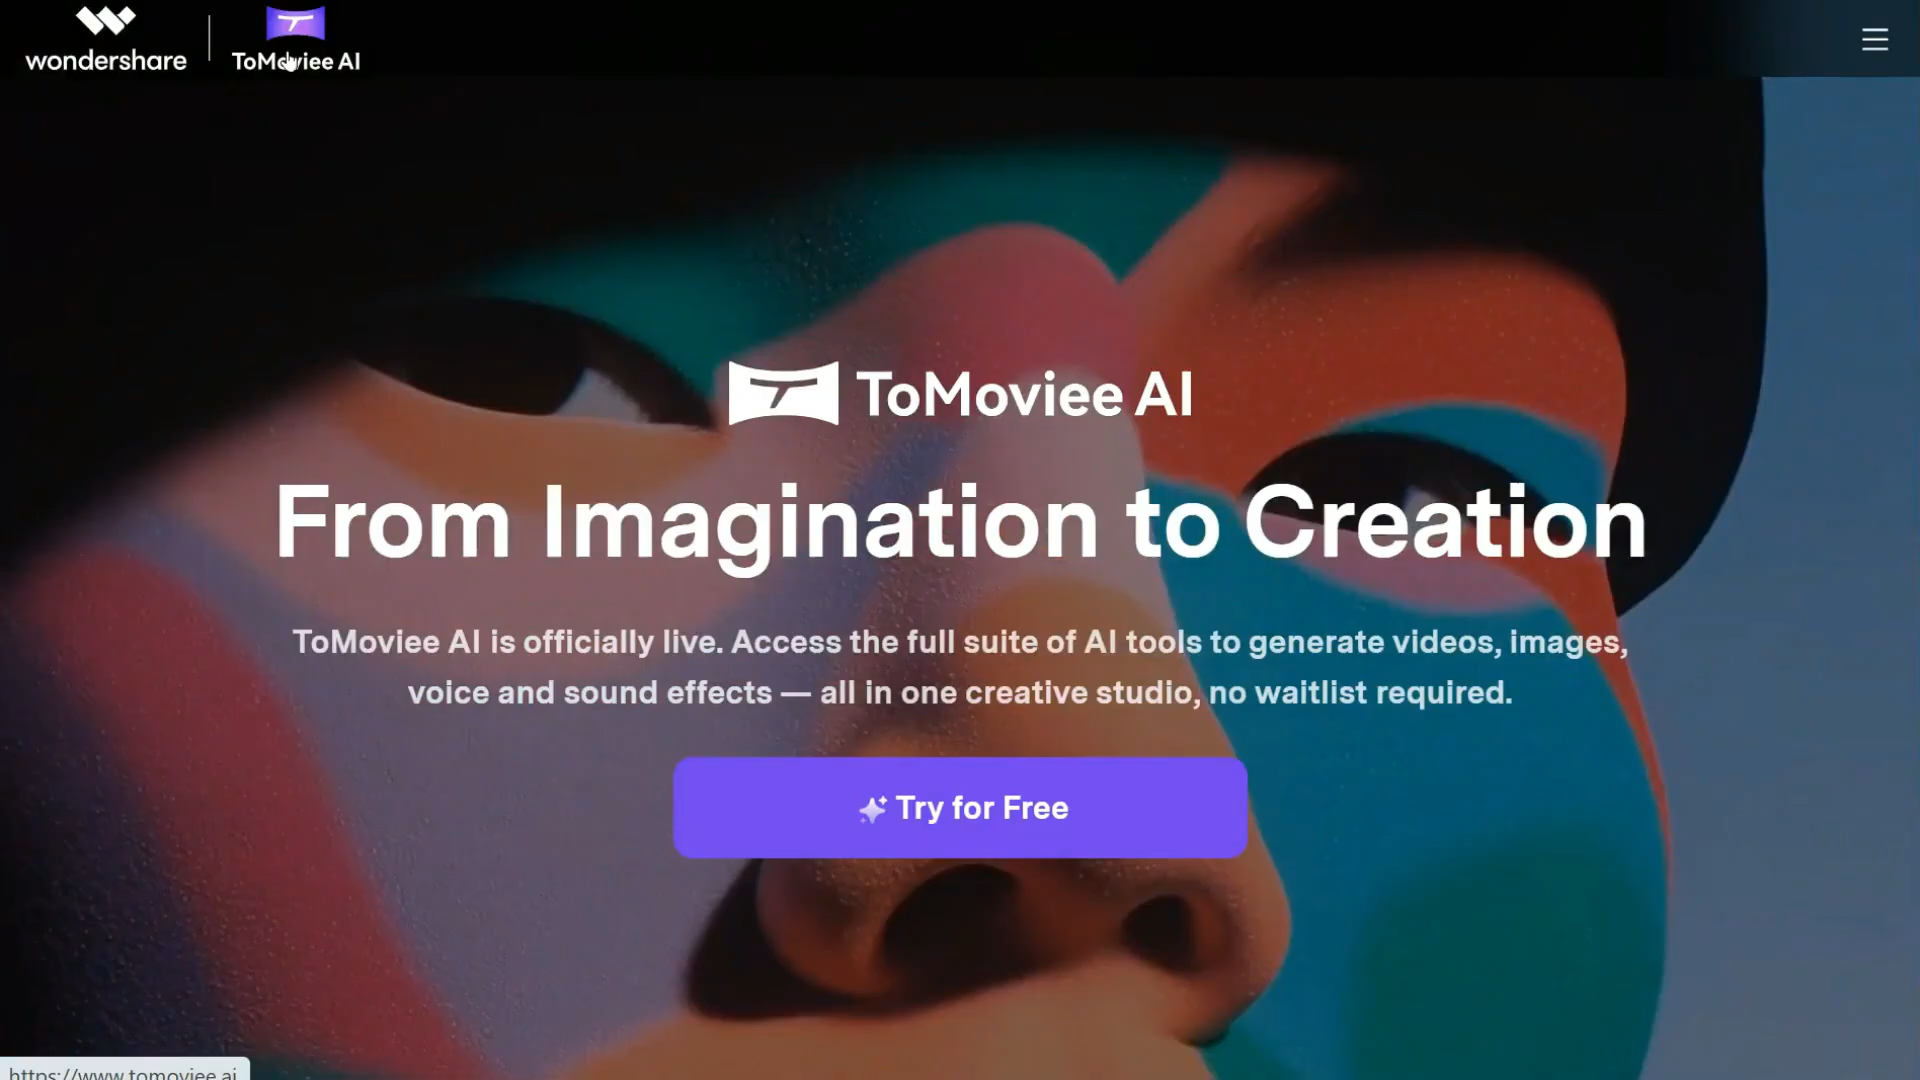 wondershare
ToMoviee AI
ToMoviee AI
From Imagination to Creation
ToMoviee AI is officially live. Access the full suite of AI tools to generate videos, images,
voice and sound effects — all in one creative studio, no waitlist required.
Try for Free
https://www.tomoviee.ai